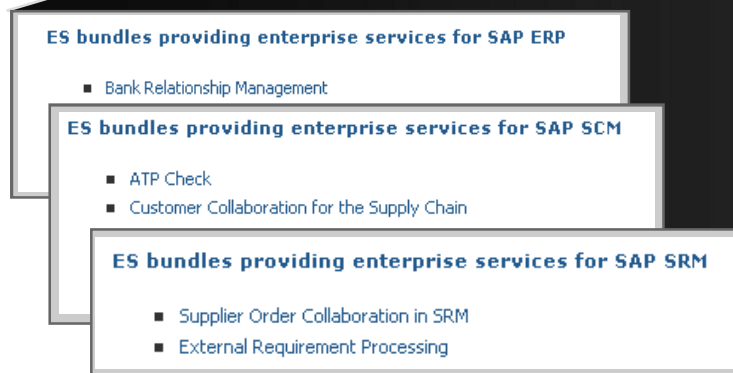 ES bundles providing enterprise services for SAP ERP
Bank Relationship Management
ES bundles providing enterprise services for SAP SCM
ATP Check
Customer Collaboration for the Supply Chain
ES bundles providing enterprise services for SAP SRM
Supplier Order Collaboration in SRM
External Requirement Processing